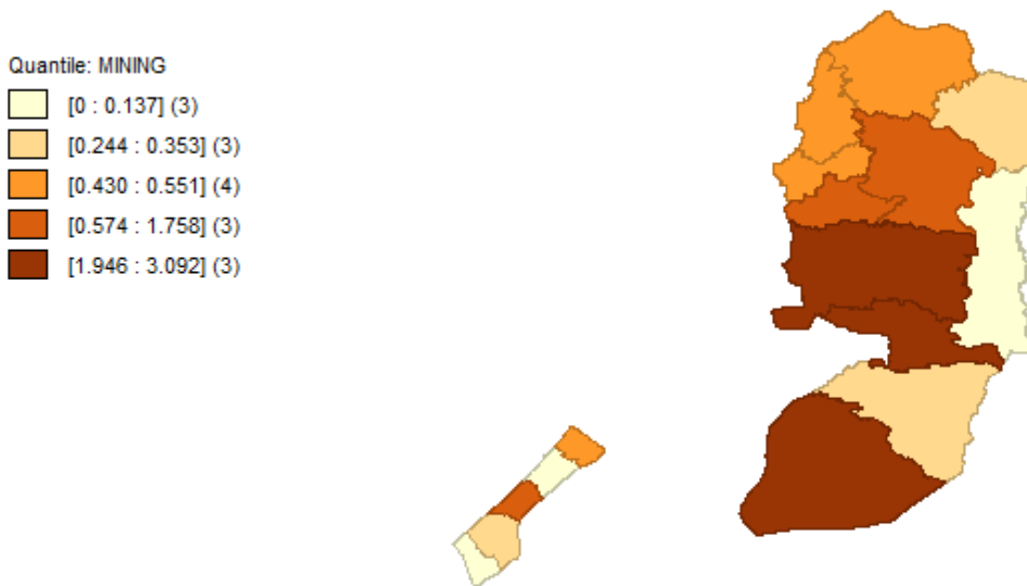 Quantile: MINING
[0 : 0.137] (3)
[0.244 : 0.353] (3)
[0.430 : 0.551] (4)
[0.574 : 1.758] (3)
[1.946 : 3.092] (3)